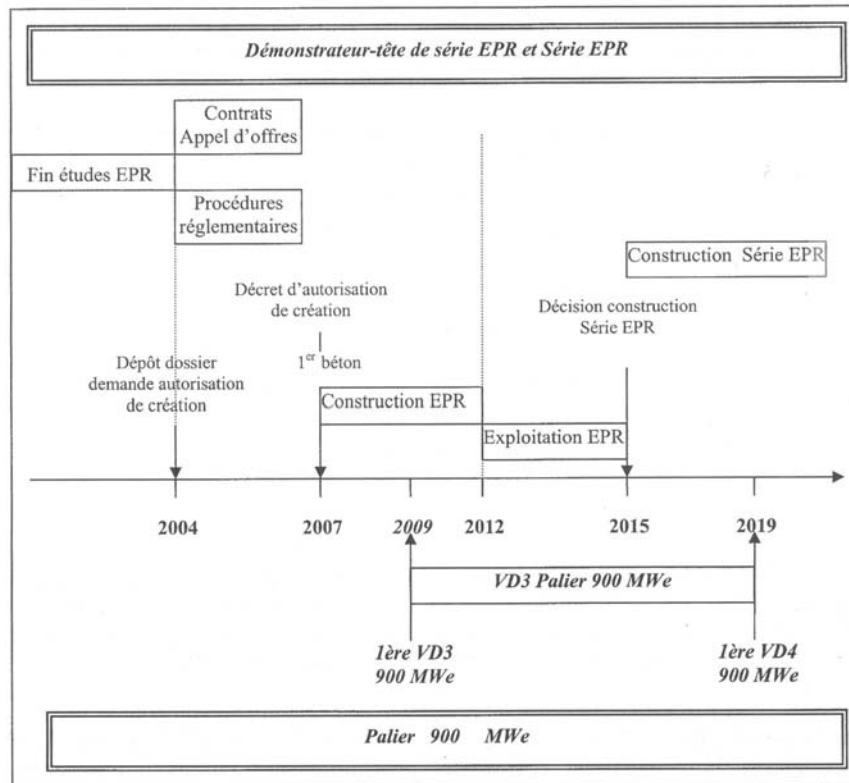 Démonstrateur-tête de série EPR et Série EPR
Contrats
Appel d'offres
Fin études EPR
Procédures
réglementaires
Construction Série EPR
Décret d'autorisation
de création
Décision construction
Série EPR
1er béton
Dépôt dossier
demande autorisation
de création
Construction EPR
Exploitation EPR
2004 2007 2009 2012 2015 2019
VD3 Palier 900 MWe
1ère VD3
900 MWe
1ère VD4
900 MWe
Palier 900 MWe